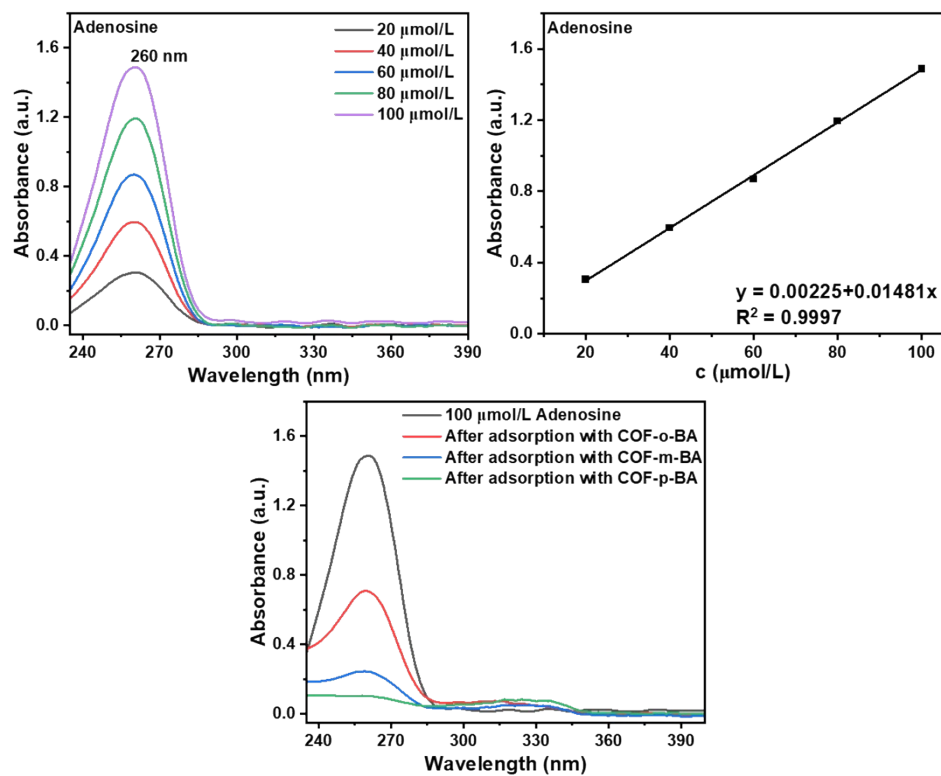 Adenosine
260 nm
20 μmol/L
40 μmol/L
60 μmol/L
80 μmol/L
100 μmol/L
Absorbance (a.u.)
1.6
1.2
0.8
0.4
0.0
240 270 300 330 360 390
Wavelength (nm)
Adenosine
Absorbance (a.u.)
1.6
1.2
0.8
0.4
0.0
y = 0.00225+0.01481x
R² = 0.9997
20 40 60 80 100
c (μmol/L)
100 μmol/L Adenosine
After adsorption with COF-o-BA
After adsorption with COF-m-BA
After adsorption with COF-p-BA
Absorbance (a.u.)
1.6
1.2
0.8
0.4
0.0
240 270 300 330 360 390
Wavelength (nm)